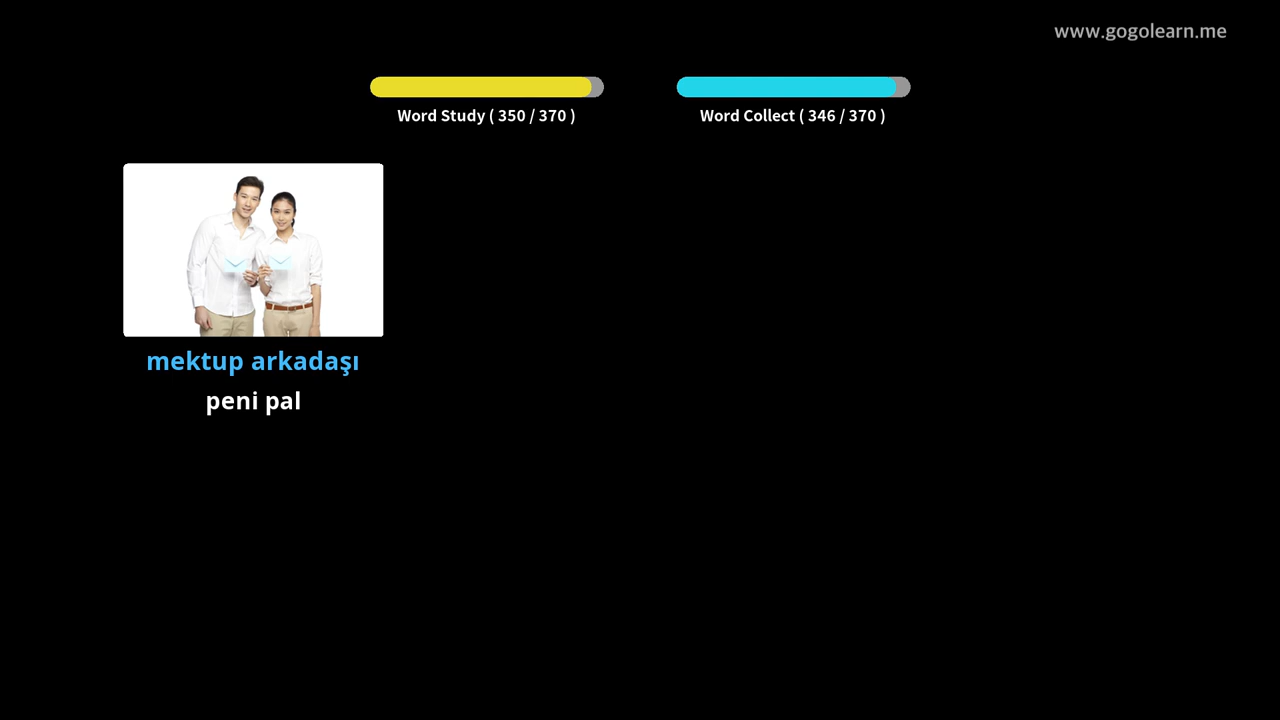 www.gogolearn.me
Word Study ( 350 / 370 )
Word Collect ( 346 / 370 )
mektup arkadaşı
peni pal